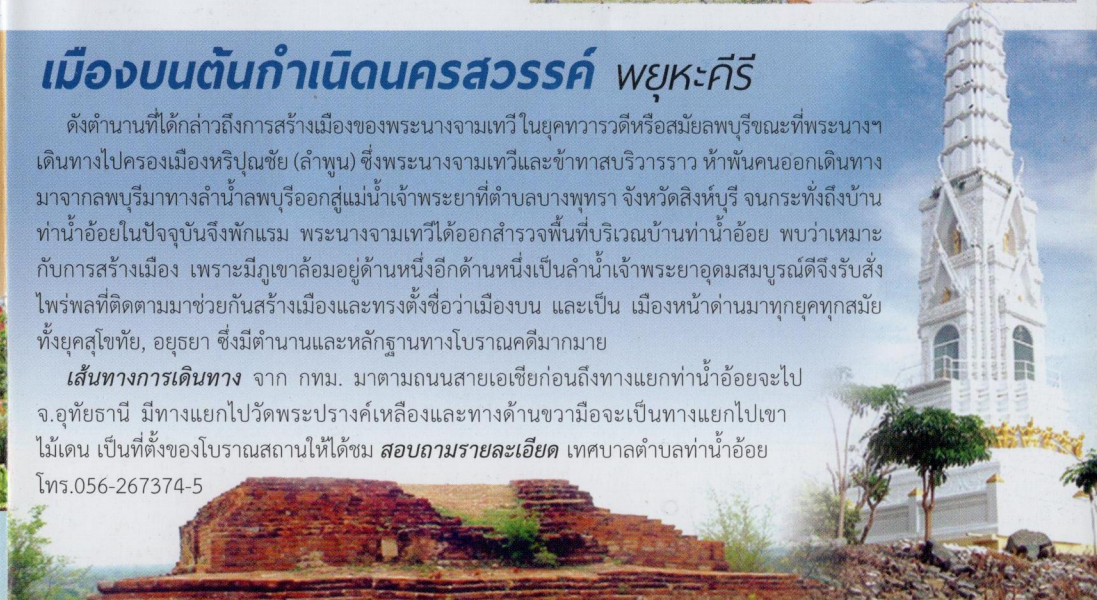 เมืองบนต้นกำเนิดนครสวรรค์ พยุหะคีรี
ดังตำนานที่ได้กล่าวถึงการสร้างเมืองของพระนางจามเทวี ในยุคทวารวดีหรือสมัยลพบุรีขณะที่พระนางฯ
เดินทางไปครองเมืองหริปุณชัย (ลำพูน) ซึ่งพระนางจามเทวีและข้าทาสบริวารราว ห้าพันคนออกเดินทาง
มาจากลพบุรีมาทางลำน้ำลพบุรีออกสู่แม่น้ำเจ้าพระยาที่ตำบลบางพุทรา จังหวัดสิงห์บุรี จนกระทั่งถึงบ้าน
ท่าน้ำอ้อยในปัจจุบันจึงพักแรม พระนางจามเทวีได้ออกสำรวจพื้นที่บริเวณบ้านท่าน้ำอ้อย พบว่าเหมาะ
กับการสร้างเมือง เพราะมีภูเขาล้อมอยู่ด้านหนึ่งอีกด้านหนึ่งเป็นลำน้ำเจ้าพระยาอุดมสมบูรณ์ดีจึงรับสั่ง
ไพร่พลที่ติดตามมาช่วยกันสร้างเมืองและทรงตั้งชื่อว่าเมืองบน และเป็น เมืองหน้าด่านมาทุกยุคทุกสมัย
ทั้งยุคสุโขทัย, อยุธยา ซึ่งมีตำนานและหลักฐานทางโบราณคดีมากมาย
เส้นทางการเดินทาง จาก กทม. มาตามถนนสายเอเชียก่อนถึงทางแยกท่าน้ำอ้อยจะไป
จ.อุทัยธานี มีทางแยกไปวัดพระปรางค์เหลืองและทางด้านขวามือจะเป็นทางแยกไปเขา
ไม้เดน เป็นที่ตั้งของโบราณสถานให้ได้ชม สอบถามรายละเอียด เทศบาลตำบลท่าน้ำอ้อย
โทร.056-267374-5